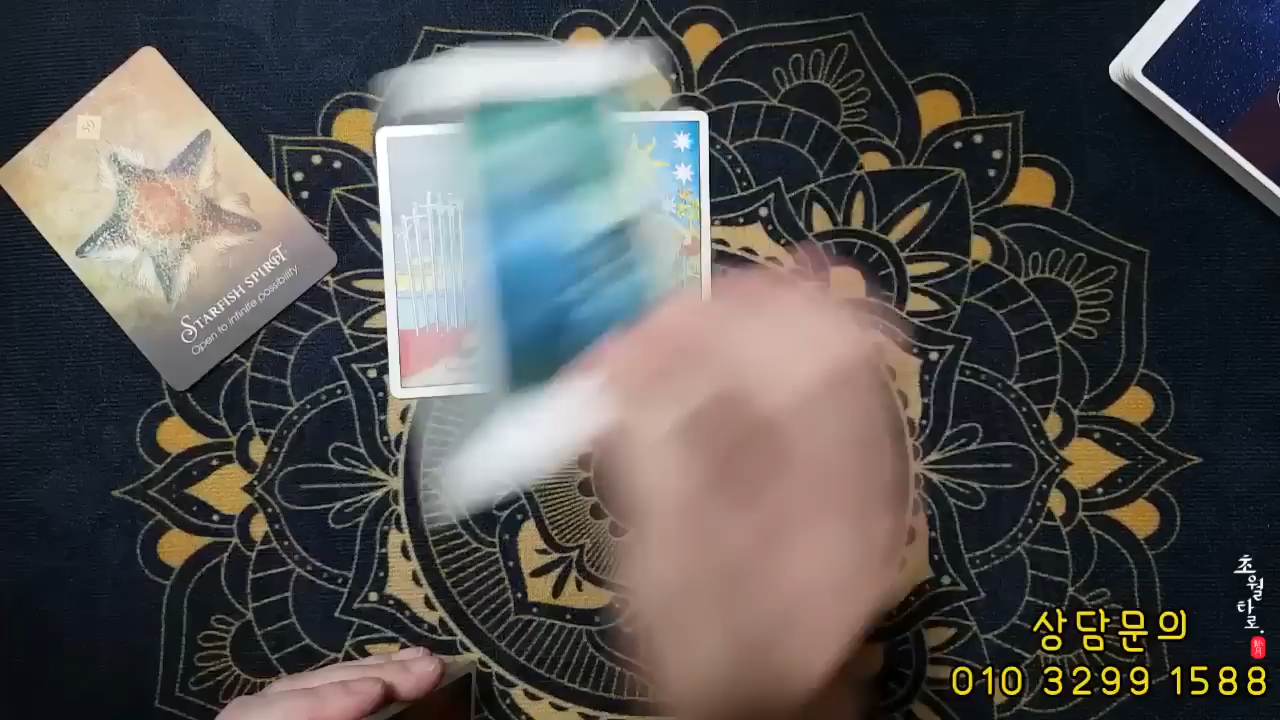 STARFISH SPIRIT
Open to infinite possibility.
초월타로.
상담문의
010 3299 1588